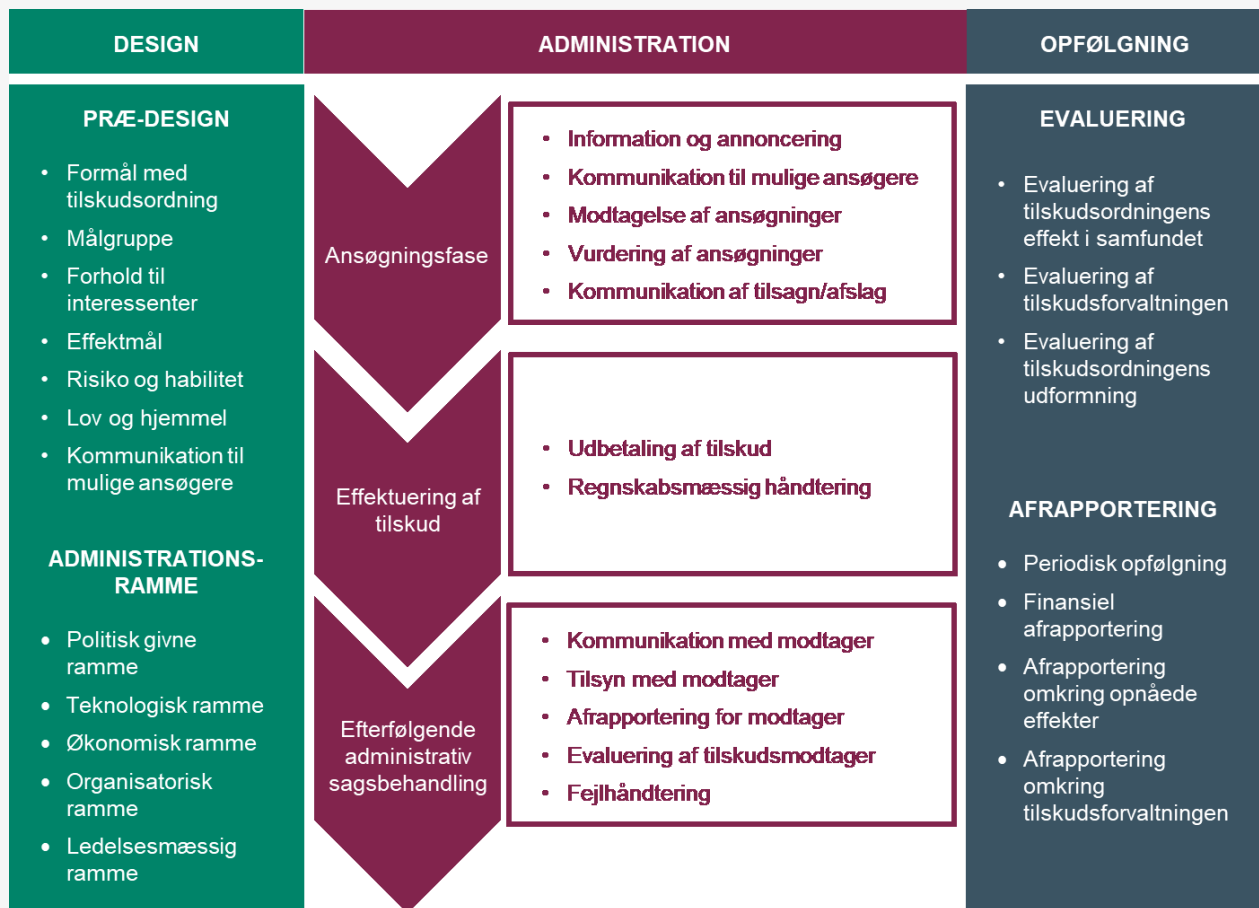 DESIGN
ADMINISTRATION
OPFØLGNING
PRÆ-DESIGN
• Formål med
tilskudsordning
• Målgruppe
• Forhold til
interessenter
• Effektmål
• Risiko og habilitet
• Lov og hjemmel
• Kommunikation til
mulige ansøgere
ADMINISTRATIONS-
RAMME
• Politisk givne
ramme
• Teknologisk ramme
• Økonomisk ramme
• Organisatorisk
ramme
• Ledelsesmæssig
ramme
Ansøgningsfase
• Information og annoncering
• Kommunikation til mulige ansøgere
• Modtagelse af ansøgninger
• Vurdering af ansøgninger
• Kommunikation af tilsagn/afslag
Effektuering af
tilskud
• Udbetaling af tilskud
• Regnskabsmæssig håndtering
Efterfølgende
administrativ
sagsbehandling
• Kommunikation med modtager
• Tilsyn med modtager
• Afrapportering for modtager
• Evaluering af tilskudsmodtager
• Fejlhåndtering
EVALUERING
• Evaluering af
tilskudsordningens
effekt i samfundet
• Evaluering af
tilskudsforvaltningen
• Evaluering af
tilskudsordningens
udformning
AFRAPPORTERING
• Periodisk opfølgning
• Finansiel
afrapportering
• Afrapportering
omkring opnåede
effekter
• Afrapportering
omkring
tilskudsforvaltningen